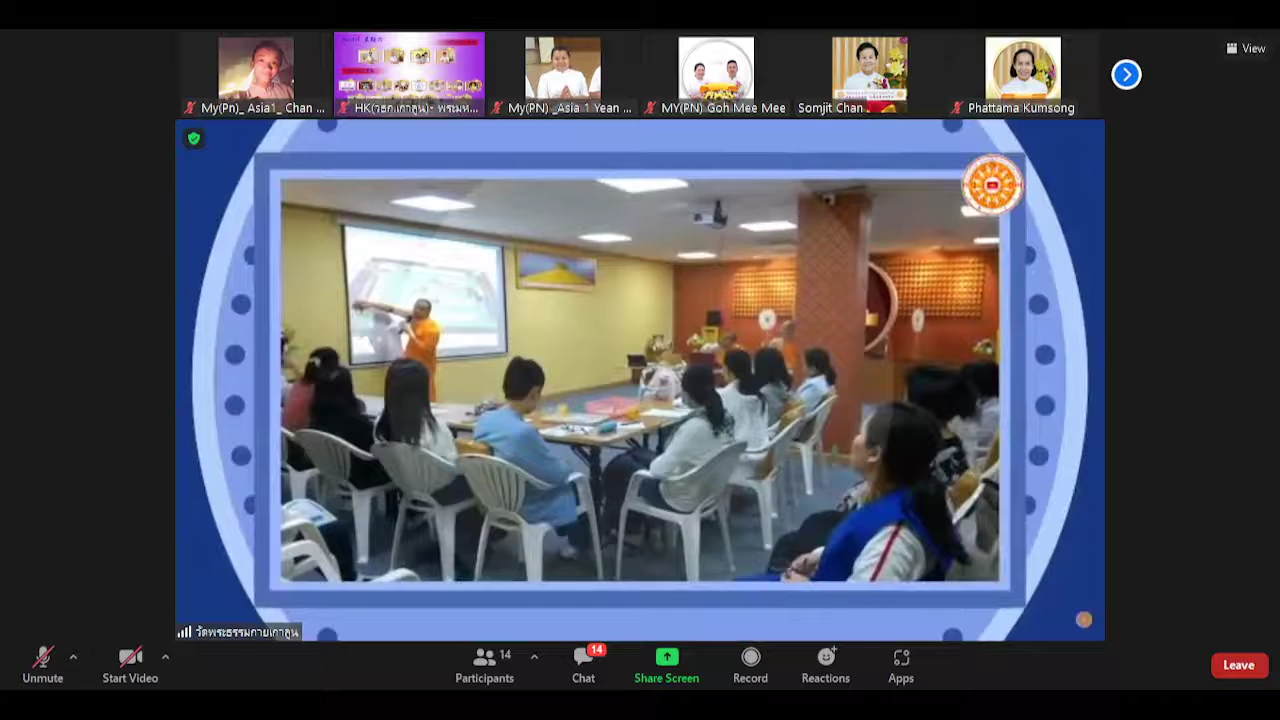 View
My(Pn)_ Asia1_ Chan ...
My(PN) _Asia 1 Yean ...
MY(PN) Goh Mee Mee
Somjit Chan
Phattama Kumsong
วัดพระธรรมกายเกาลูน
Unmute
Start Video
14
Participants
14
Chat
Share Screen
Record
Reactions
Apps
Leave